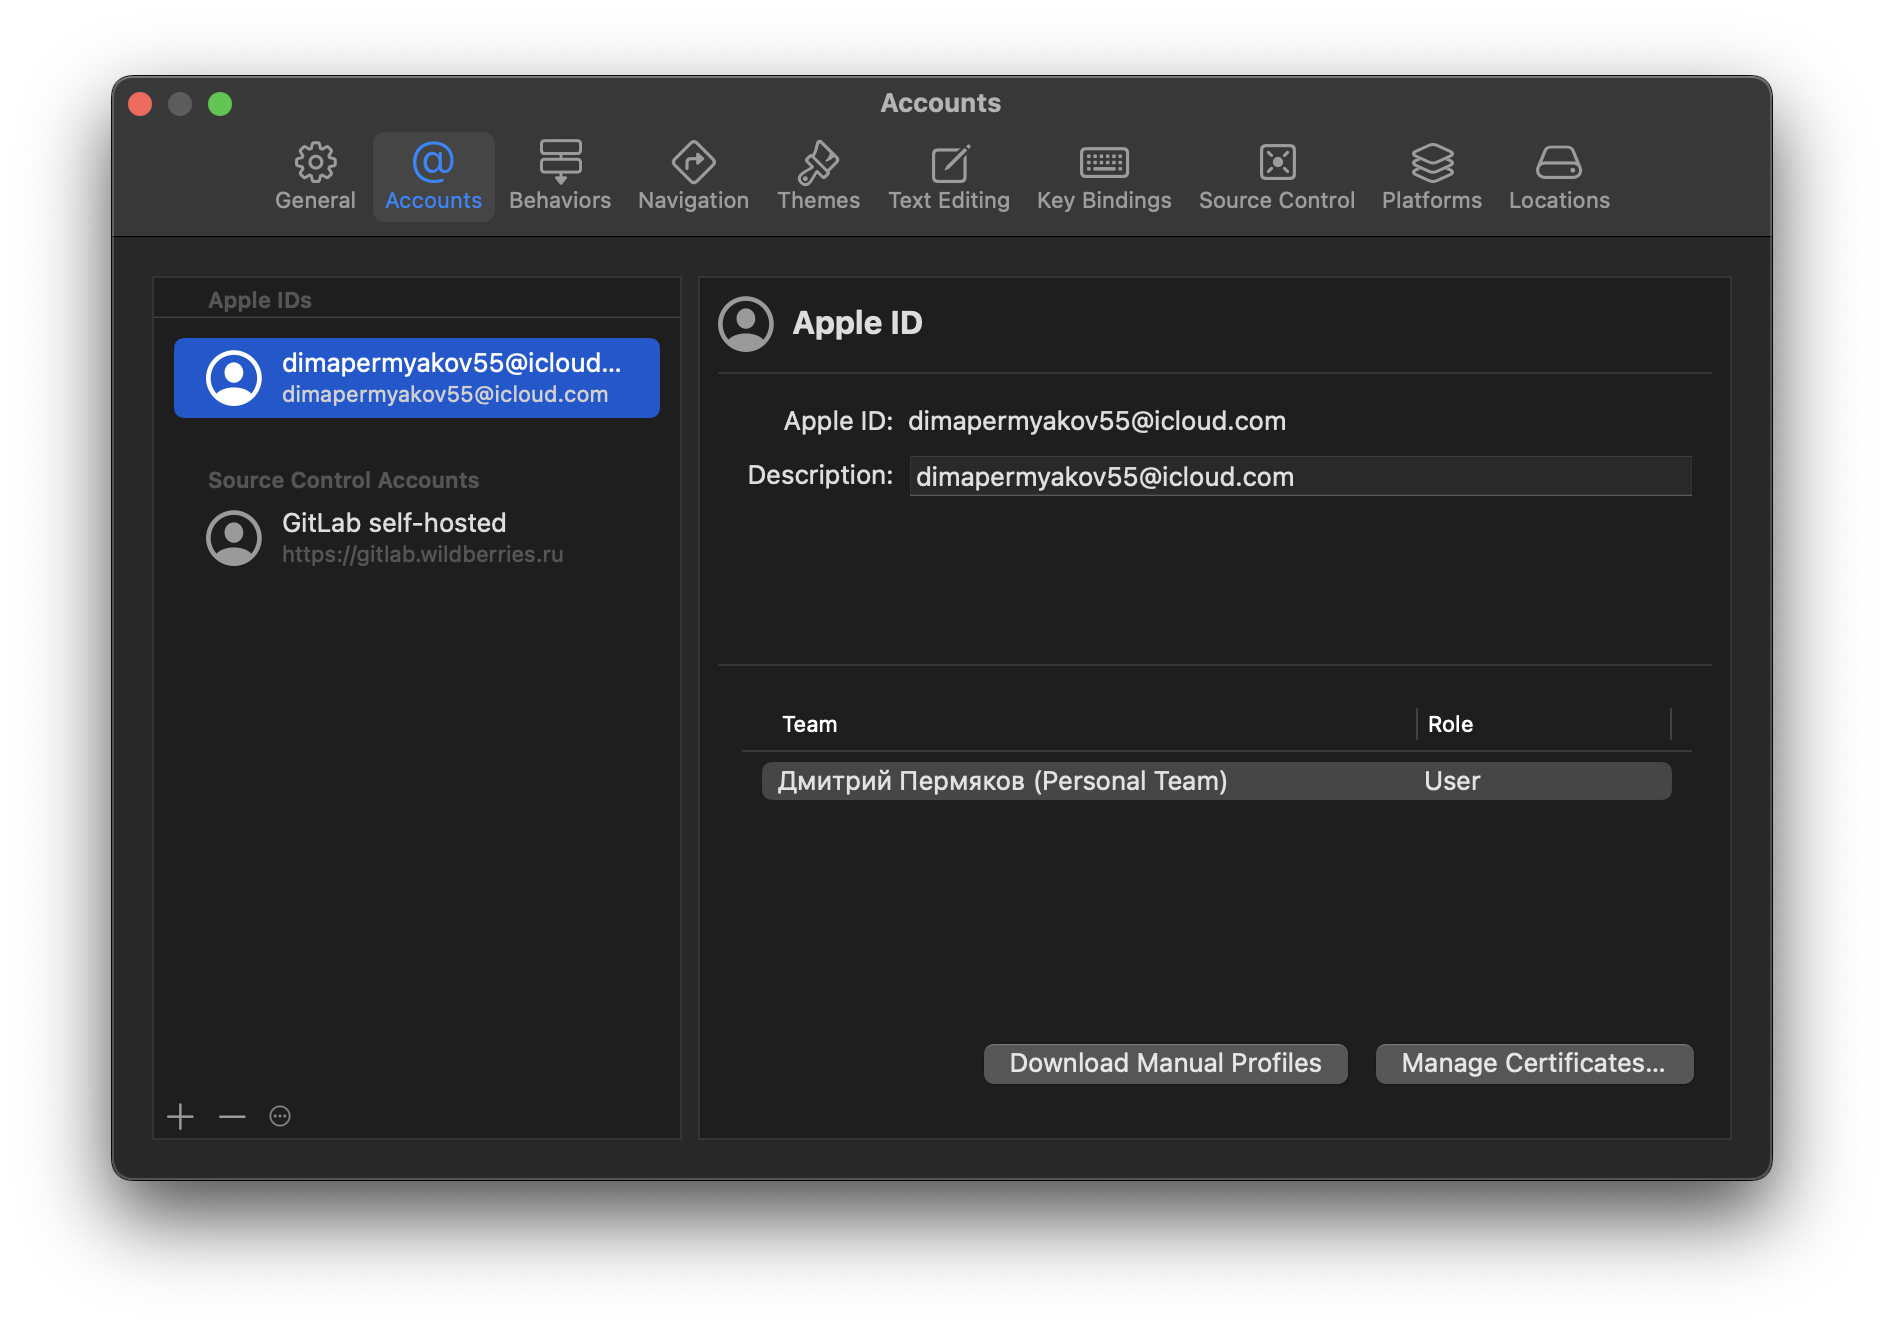 Accounts
General
Accounts
Behaviors
Navigation
Themes
Text Editing
Key Bindings
Source Control
Platforms
Locations
Apple IDs
dimapermyakov55@icloud...
dimapermyakov55@icloud.com
Source Control Accounts
GitLab self-hosted
https://gitlab.wildberries.ru
Apple ID
Apple ID: dimapermyakov55@icloud.com
Description: dimapermyakov55@icloud.com
Team Role
Дмитрий Пермяков (Personal Team) User
Download Manual Profiles
Manage Certificates...